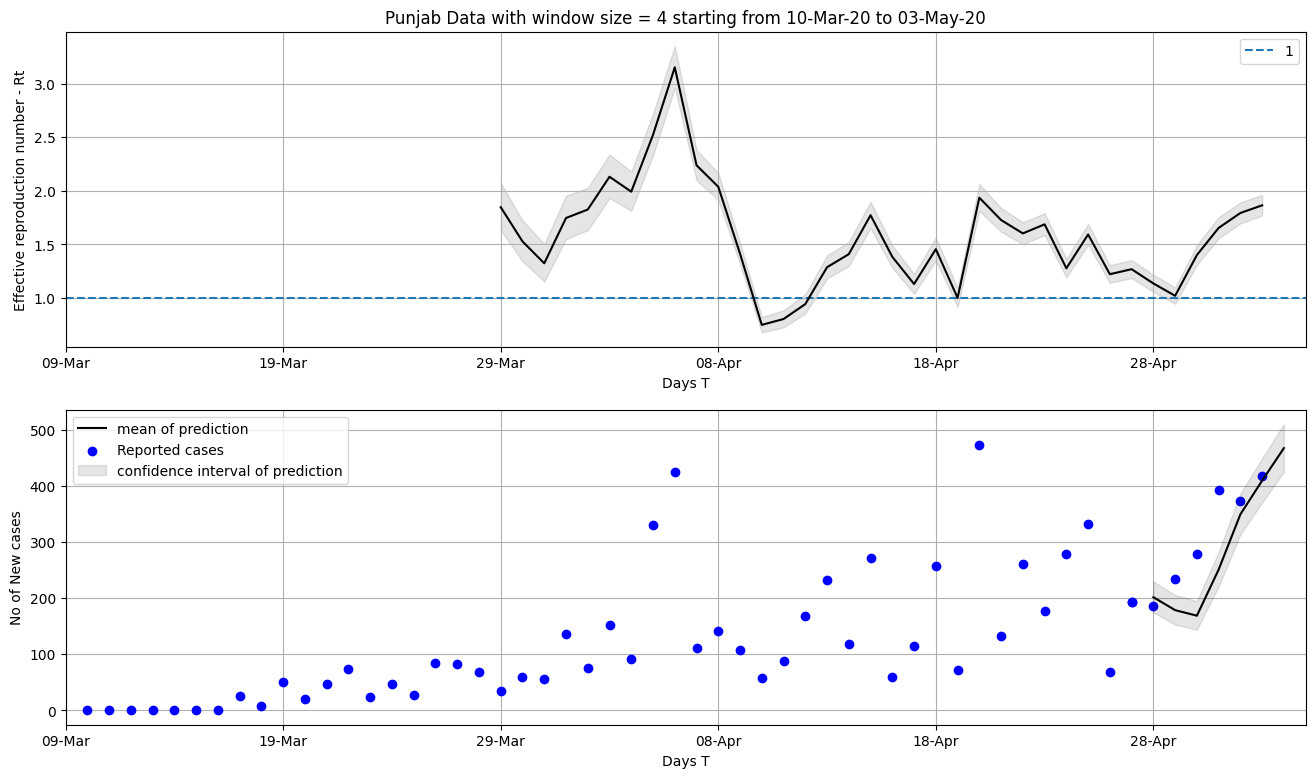 Punjab Data with window size = 4 starting from 10-Mar-20 to 03-May-20
Effective reproduction number - Rt
3.0
2.5
2.0
1.5
1.0
1
09-Mar 19-Mar 29-Mar 08-Apr 18-Apr 28-Apr
Days T
No of New cases
500
400
300
200
100
0
mean of prediction
Reported cases
confidence interval of prediction
09-Mar 19-Mar 29-Mar 08-Apr 18-Apr 28-Apr
Days T